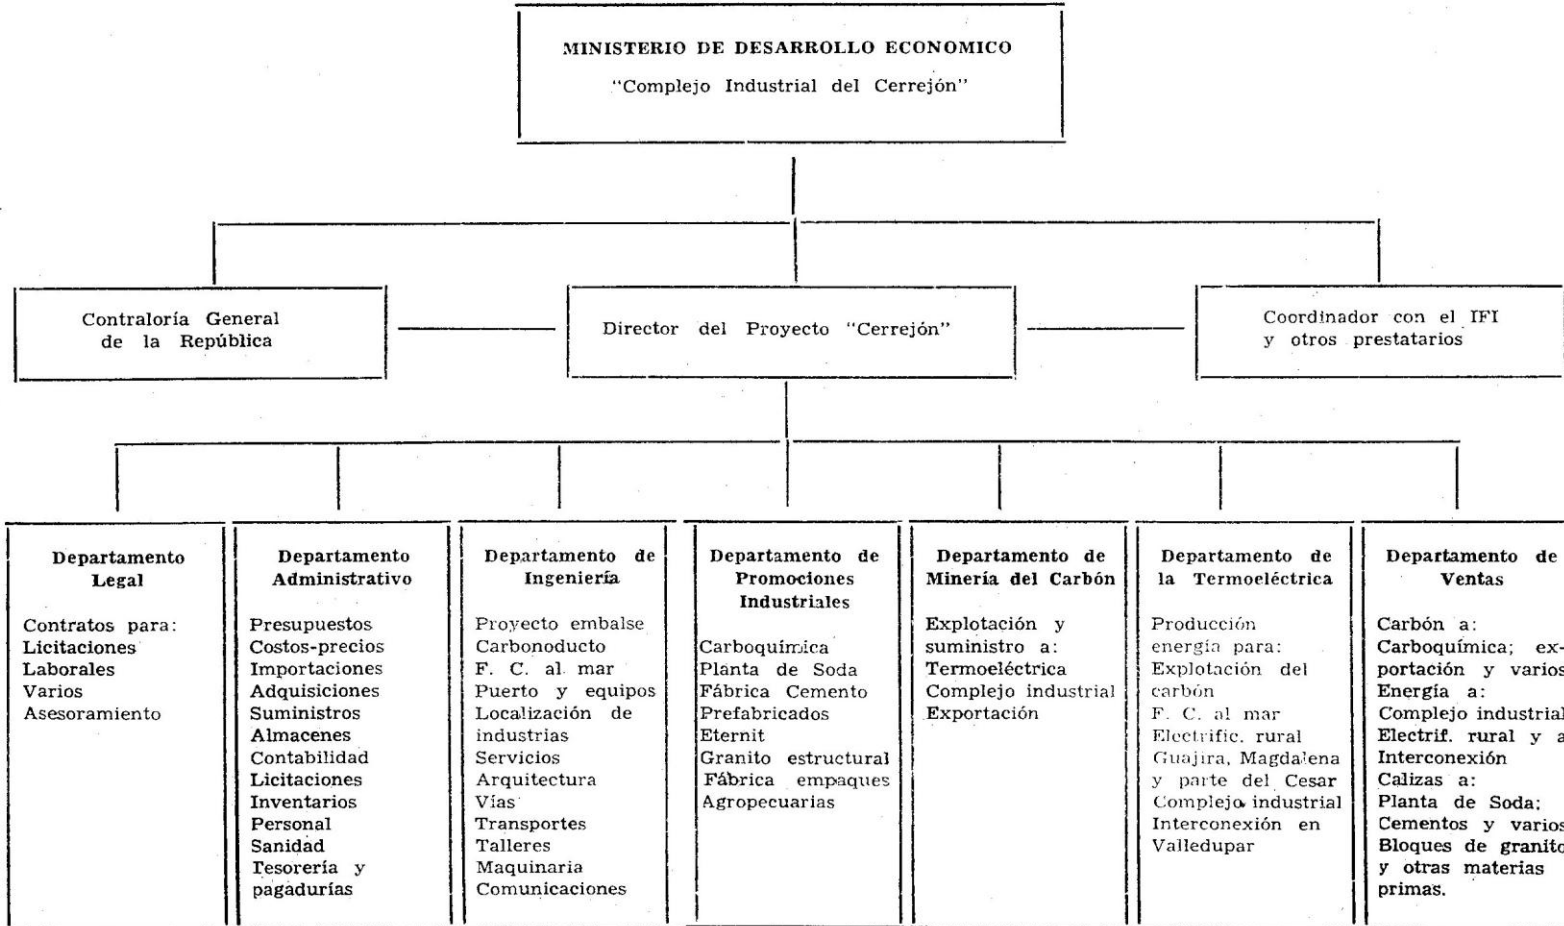 MINISTERIO DE DESARROLLO ECONOMICO
"Complejo Industrial del Cerrejón"
Contraloría General
de la República
Director del Proyecto "Cerrejón"
Coordinador con el IFI
y otros prestatarios
Departamento
Legal
Contratos para:
Licitaciones
Laborales
Varios
Asesoramiento
Departamento
Administrativo
Presupuestos
Costos-precios
Importaciones
Adquisiciones
Suministros
Almacenes
Contabilidad
Licitaciones
Inventarios
Personal
Sanidad
Tesorería y
pagadurías
Departamento de
Ingeniería
Proyecto embalse
Carbonoducto
F. C. al mar
Puerto y equipos
Localización de
industrias
Servicios
Arquitectura
Vías
Transportes
Talleres
Maquinaria
Comunicaciones
Departamento de
Promociones
Industriales
Carboquímica
Planta de Soda
Fábrica Cemento
Prefabricados
Eternit
Granito estructural
Fábrica empaques
Agropecuarias
Departamento de
Minería del Carbón
Explotación y
suministro a:
Termoeléctrica
Complejo industrial
Exportación
Departamento de
la Termoeléctrica
Producción
energía para:
Explotación del
carbón
F. C. al mar
Electrific. rural
Guajira, Magdalena
y parte del Cesar
Complejo industrial
Interconexión en
Valledupar
Departamento de
Ventas
Carbón a:
Carboquímica; ex-
portación y varios
Energía a:
Complejo industrial
Electrif. rural y a
Interconexión
Calizas a:
Planta de Soda;
Cementos y varios
Bloques de granito
y otras materias
primas.